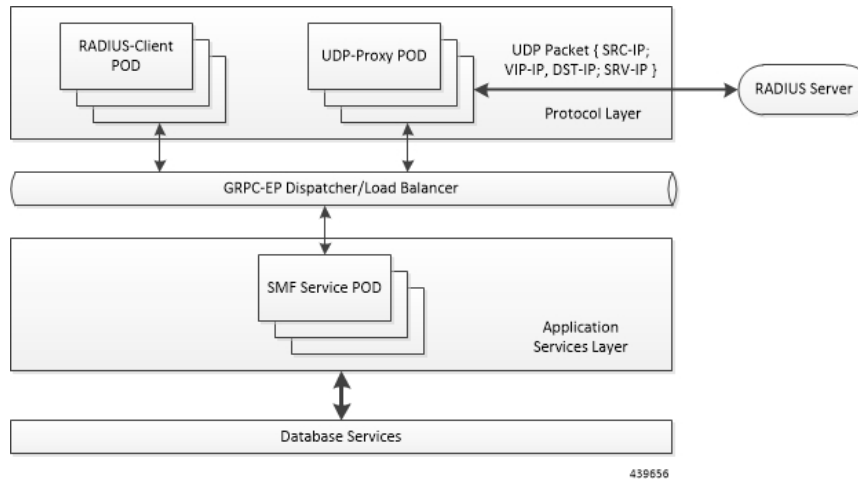 RADIUS-Client
POD
UDP-Proxy POD
UDP Packet { SRC-IP;
VIP-IP, DST-IP; SRV-IP }
Protocol Layer
RADIUS Server
GRPC-EP Dispatcher/Load Balancer
SMF Service POD
Application
Services Layer
Database Services
439656